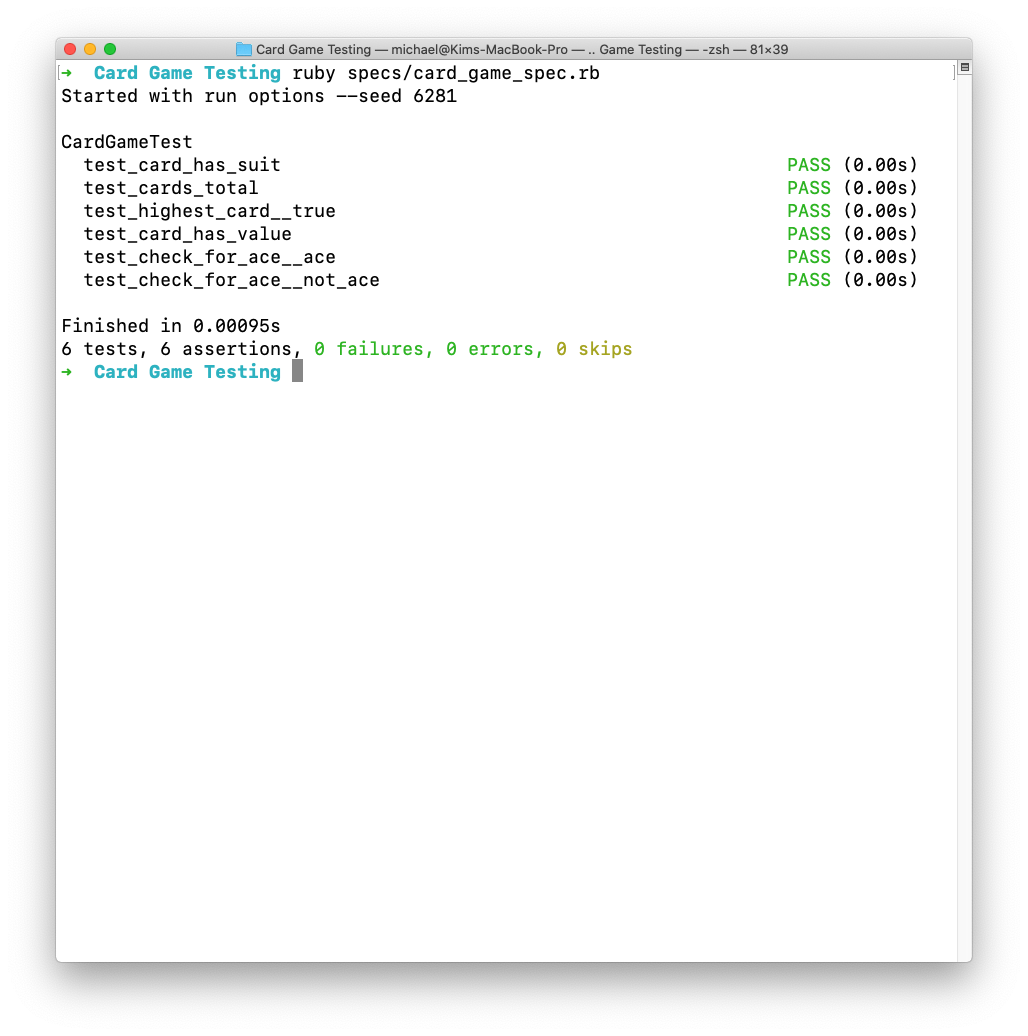 Card Game Testing — michael@Kims-MacBook-Pro — .. Game Testing — -zsh — 81×39
[➜  Card Game Testing ruby specs/card_game_spec.rb ]
Started with run options --seed 6281

CardGameTest
  test_card_has_suit                                              PASS (0.00s)
  test_cards_total                                                PASS (0.00s)
  test_highest_card__true                                         PASS (0.00s)
  test_card_has_value                                             PASS (0.00s)
  test_check_for_ace__ace                                         PASS (0.00s)
  test_check_for_ace__not_ace                                     PASS (0.00s)

Finished in 0.00095s
6 tests, 6 assertions, 0 failures, 0 errors, 0 skips
➜  Card Game Testing